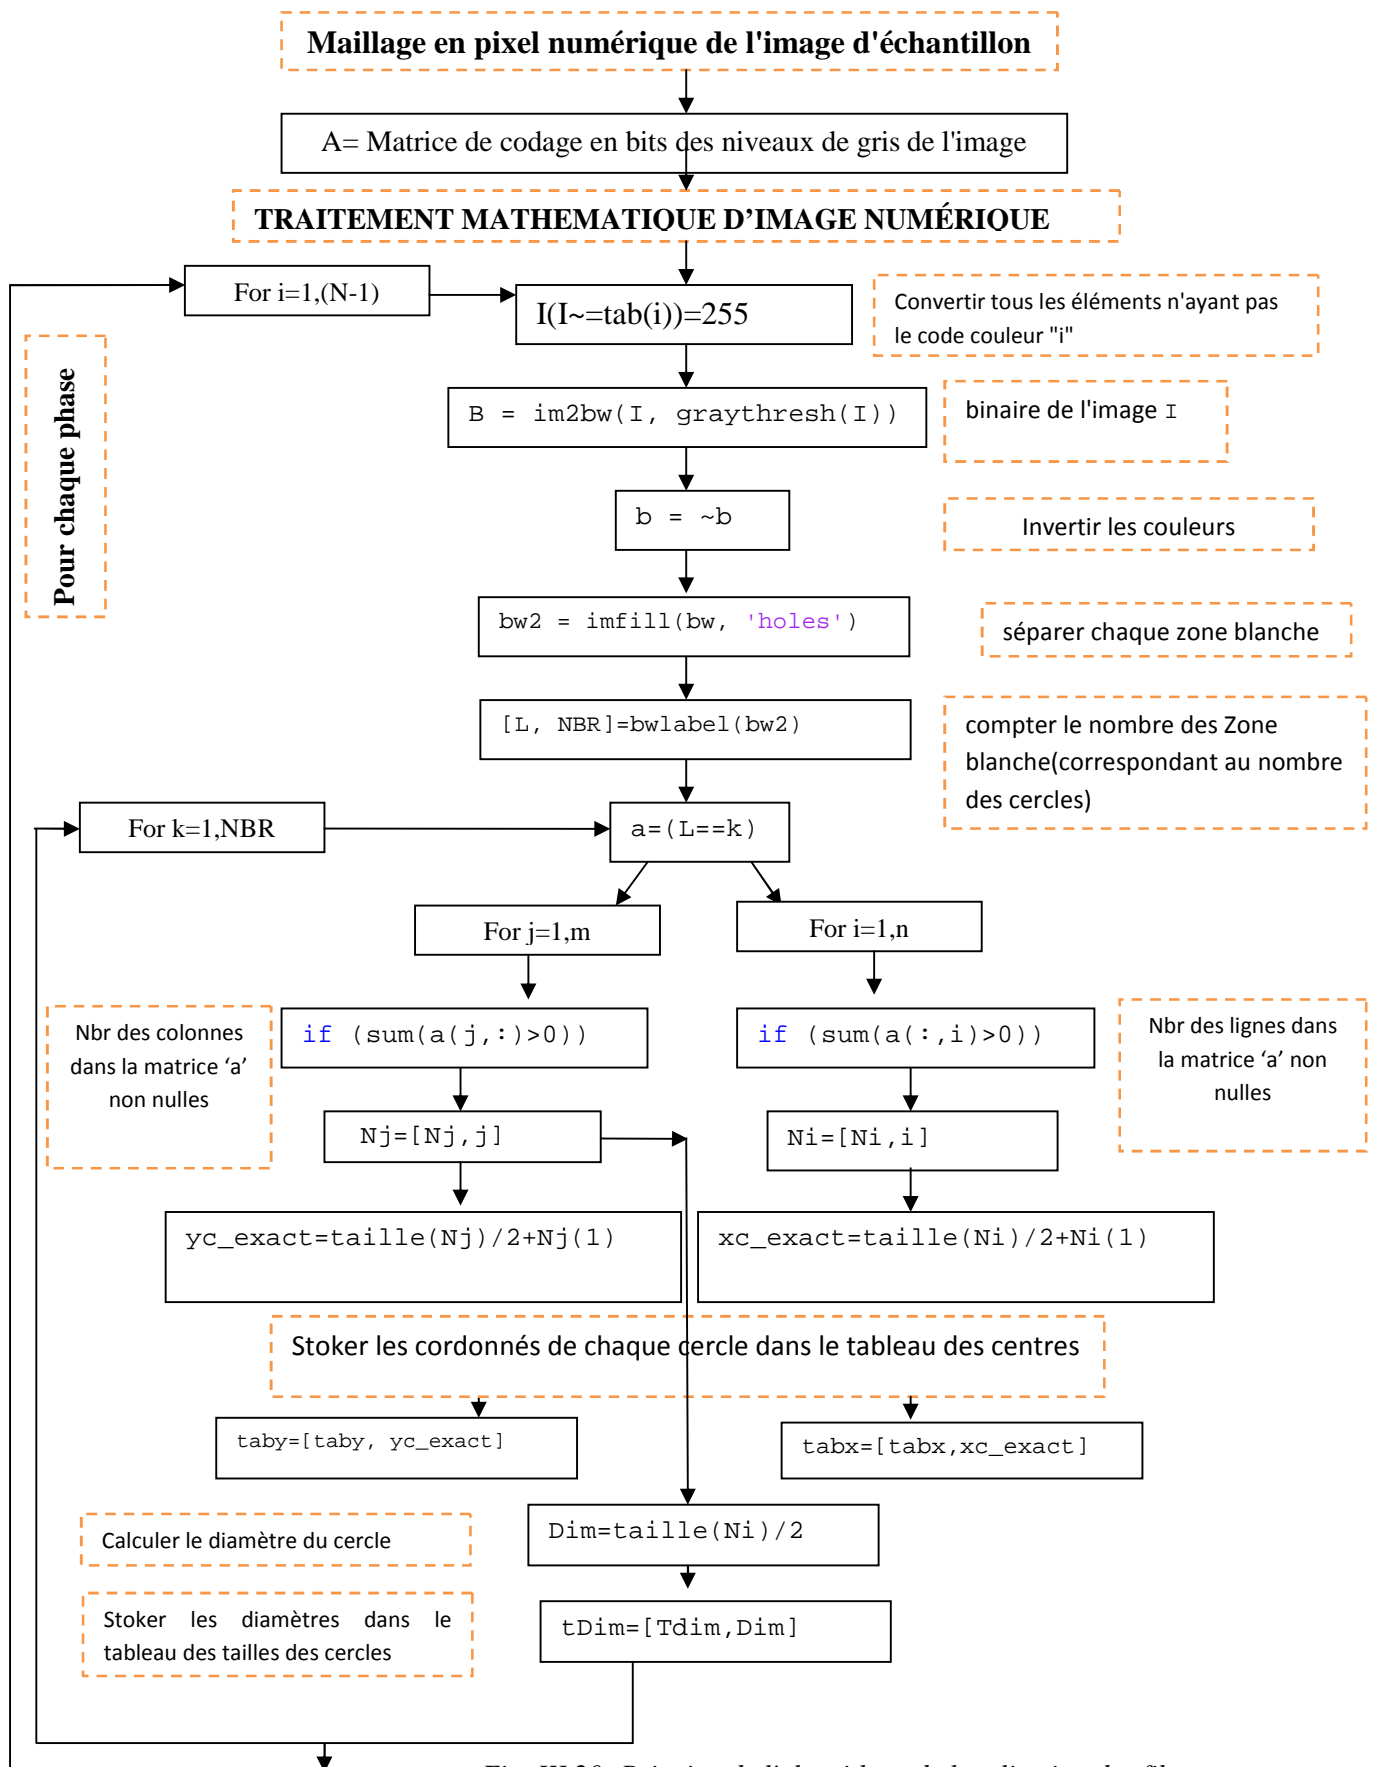 Maillage en pixel numérique de l'image d'échantillon
A= Matrice de codage en bits des niveaux de gris de l'image
TRAITEMENT MATHEMATIQUE D’IMAGE NUMÉRIQUE
For i=1,(N-1)
I(I~=tab(i))=255
Convertir tous les éléments n'ayant pas
le code couleur "i"
Pour chaque phase
B = im2bw(I, graythresh(I))
binaire de l'image I
b = ~b
Invertir les couleurs
bw2 = imfill(bw, 'holes')
séparer chaque zone blanche
[L, NBR]=bwlabel(bw2)
compter le nombre des Zone
blanche(correspondant au nombre
des cercles)
For k=1,NBR
a=(L==k)
For j=1,m
For i=1,n
Nbr des colonnes
dans la matrice ‘a’
non nulles
if (sum(a(j,:)>0))
if (sum(a(:,i)>0))
Nbr des lignes dans
la matrice ‘a’ non
nulles
Nj=[Nj,j]
Ni=[Ni,i]
yc_exact=taille(Nj)/2+Nj(1)
xc_exact=taille(Ni)/2+Ni(1)
Stoker les cordonnés de chaque cercle dans le tableau des centres
taby=[taby, yc_exact]
tabx=[tabx,xc_exact]
Calculer le diamètre du cercle
Dim=taille(Ni)/2
Stoker les diamètres dans le
tableau des tailles des cercles
tDim=[Tdim,Dim]